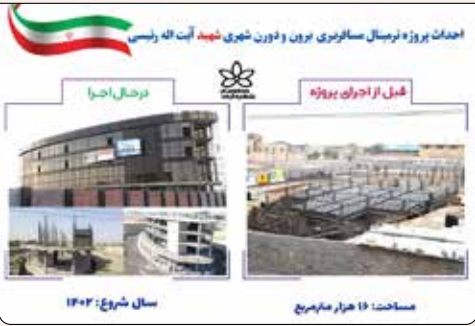 احداث پروژه ترمینال مسافربری برون و درون شهری شهید آیت اله رئیسی
قبل از اجرای پروژه
درحال اجرا
مساحت: ۱۶ هزار مترمربع
سال شروع: ۱۴۰۲